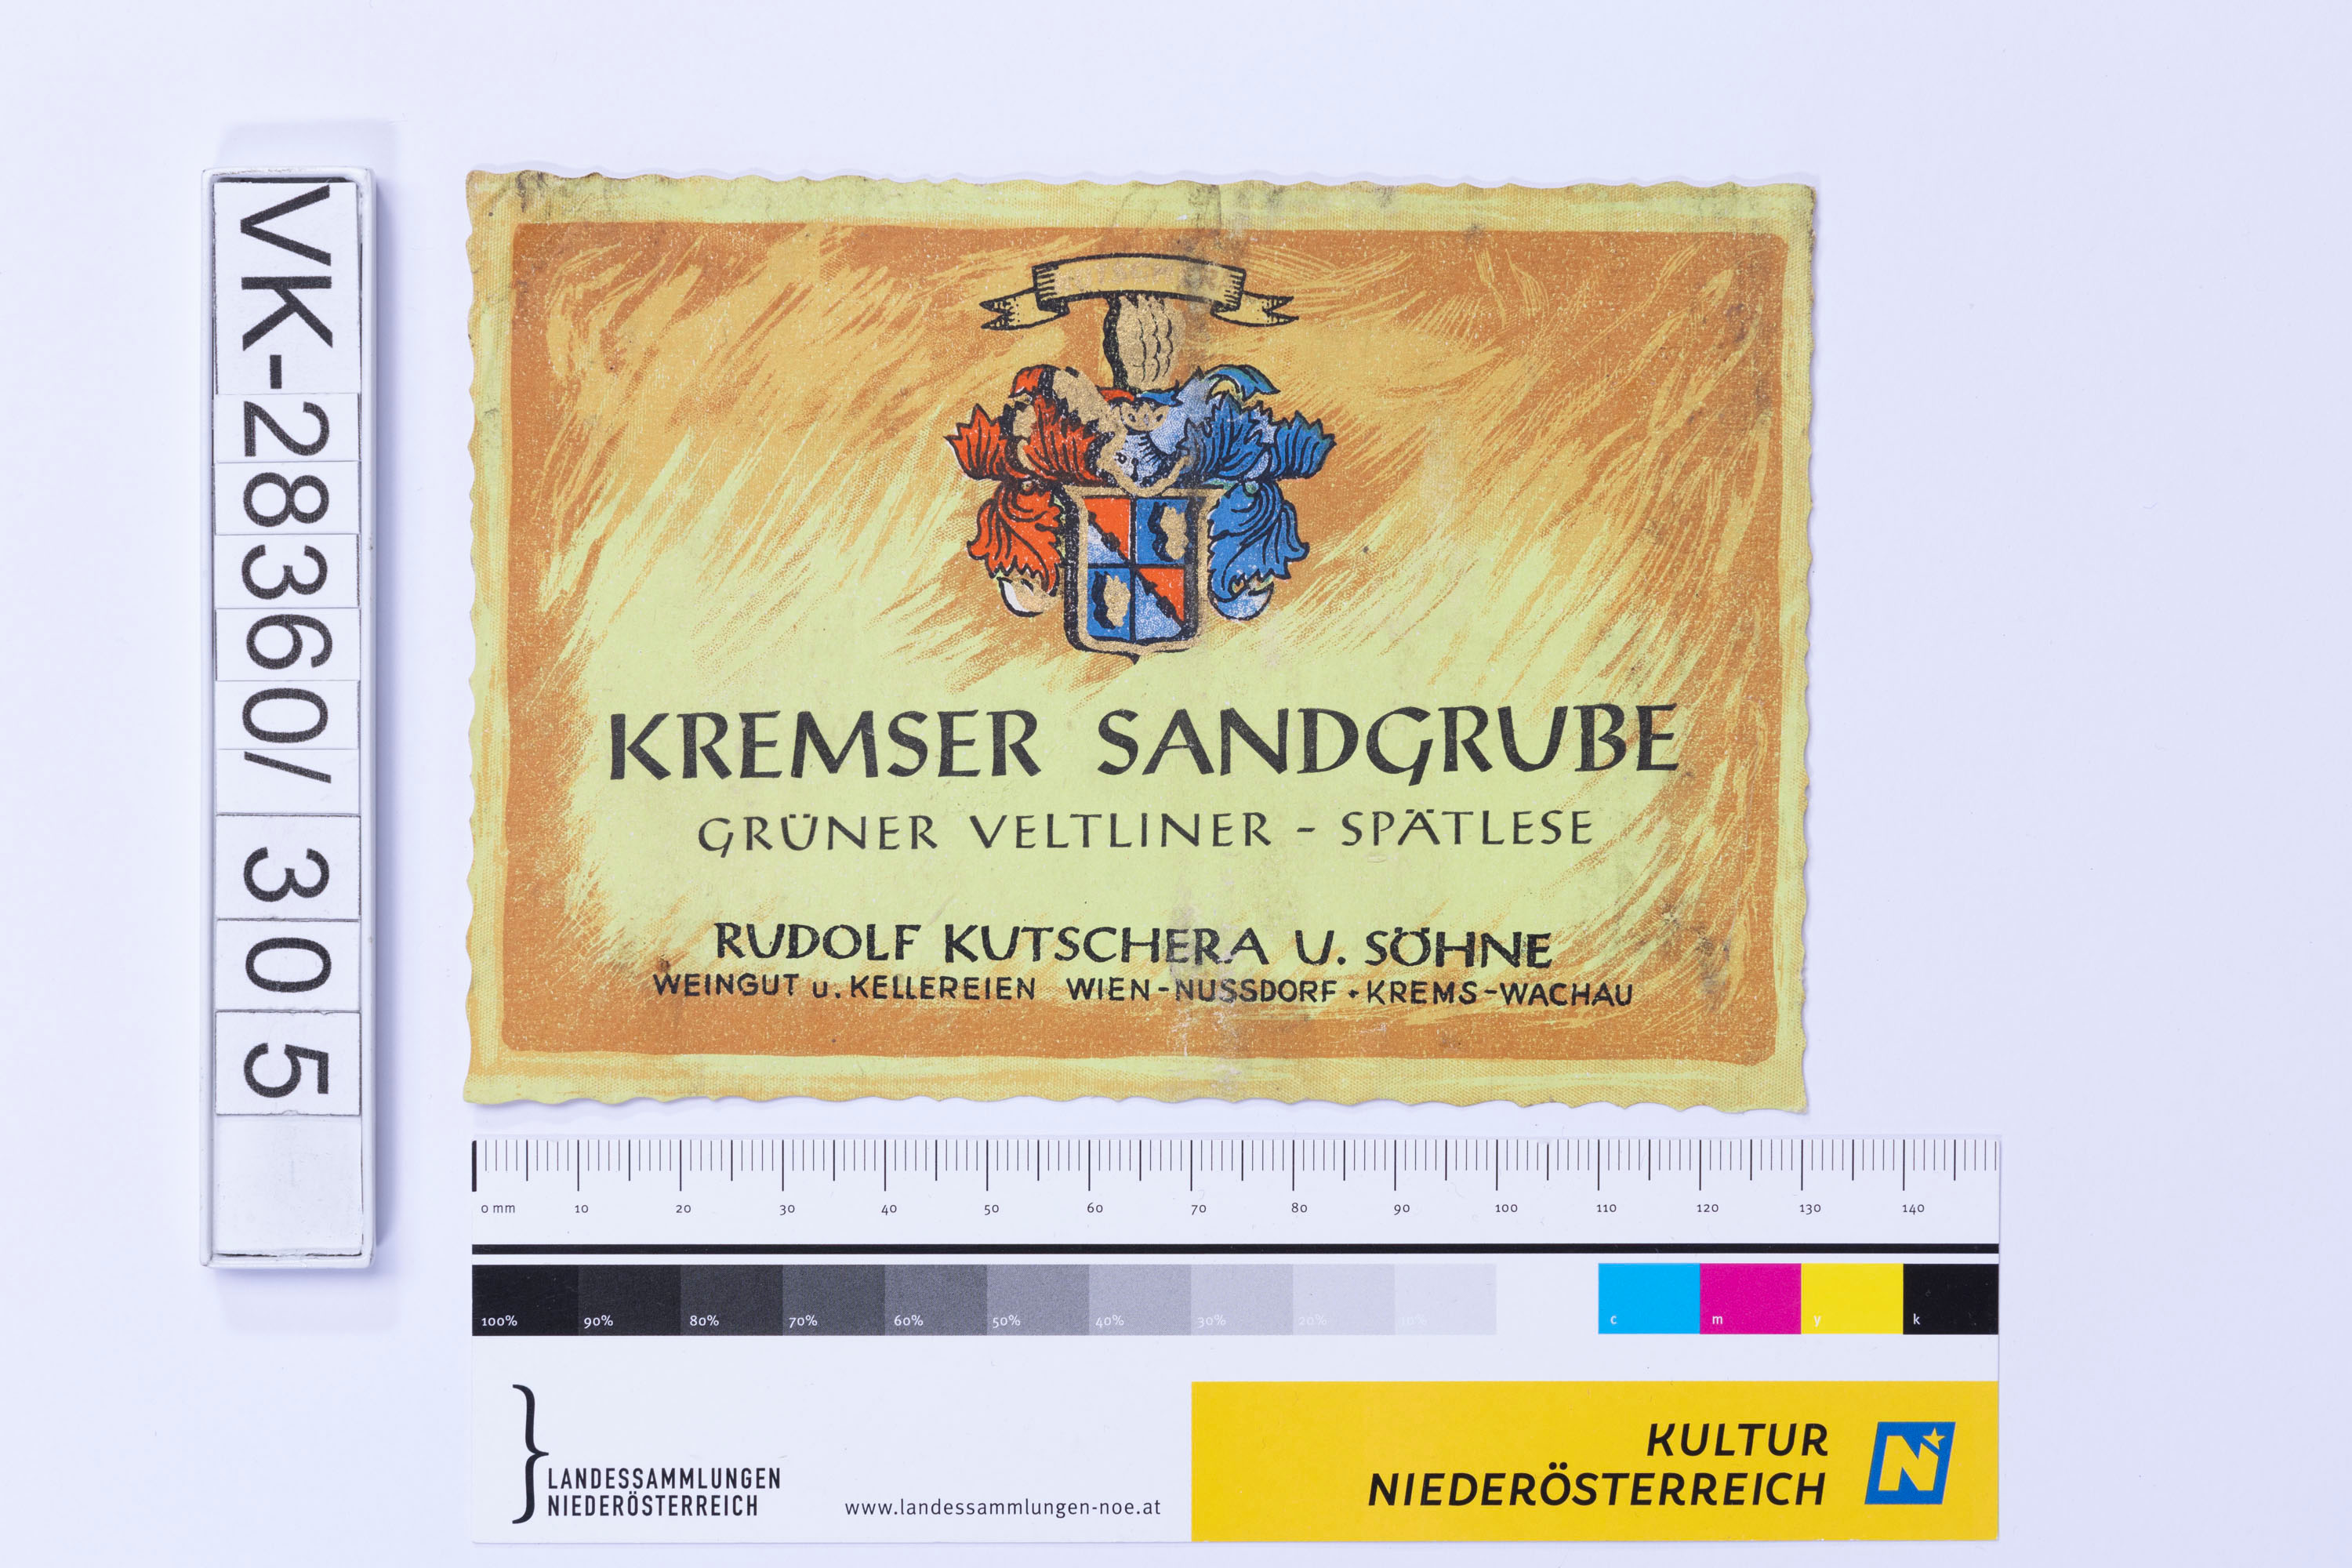 VK-28360/305
KREMSER SANDGRUBE
GRÜNER VELTLINER - SPÄTLESE
RUDOLF KUTSCHERA U. SÖHNE
WEINGUT u. KELLEREIEN WIEN-NUSSDORF • KREMS-WACHAU
0 mm 10 20 30 40 50 60 70 80 90 100 110 120 130 140
100% 90% 80% 70% 60% 50% 40% 30% 20% 10% c m y k
LANDESSAMMLUNGEN
NIEDERÖSTERREICH
www.landessammlungen-noe.at
KULTUR
NIEDERÖSTERREICH
N